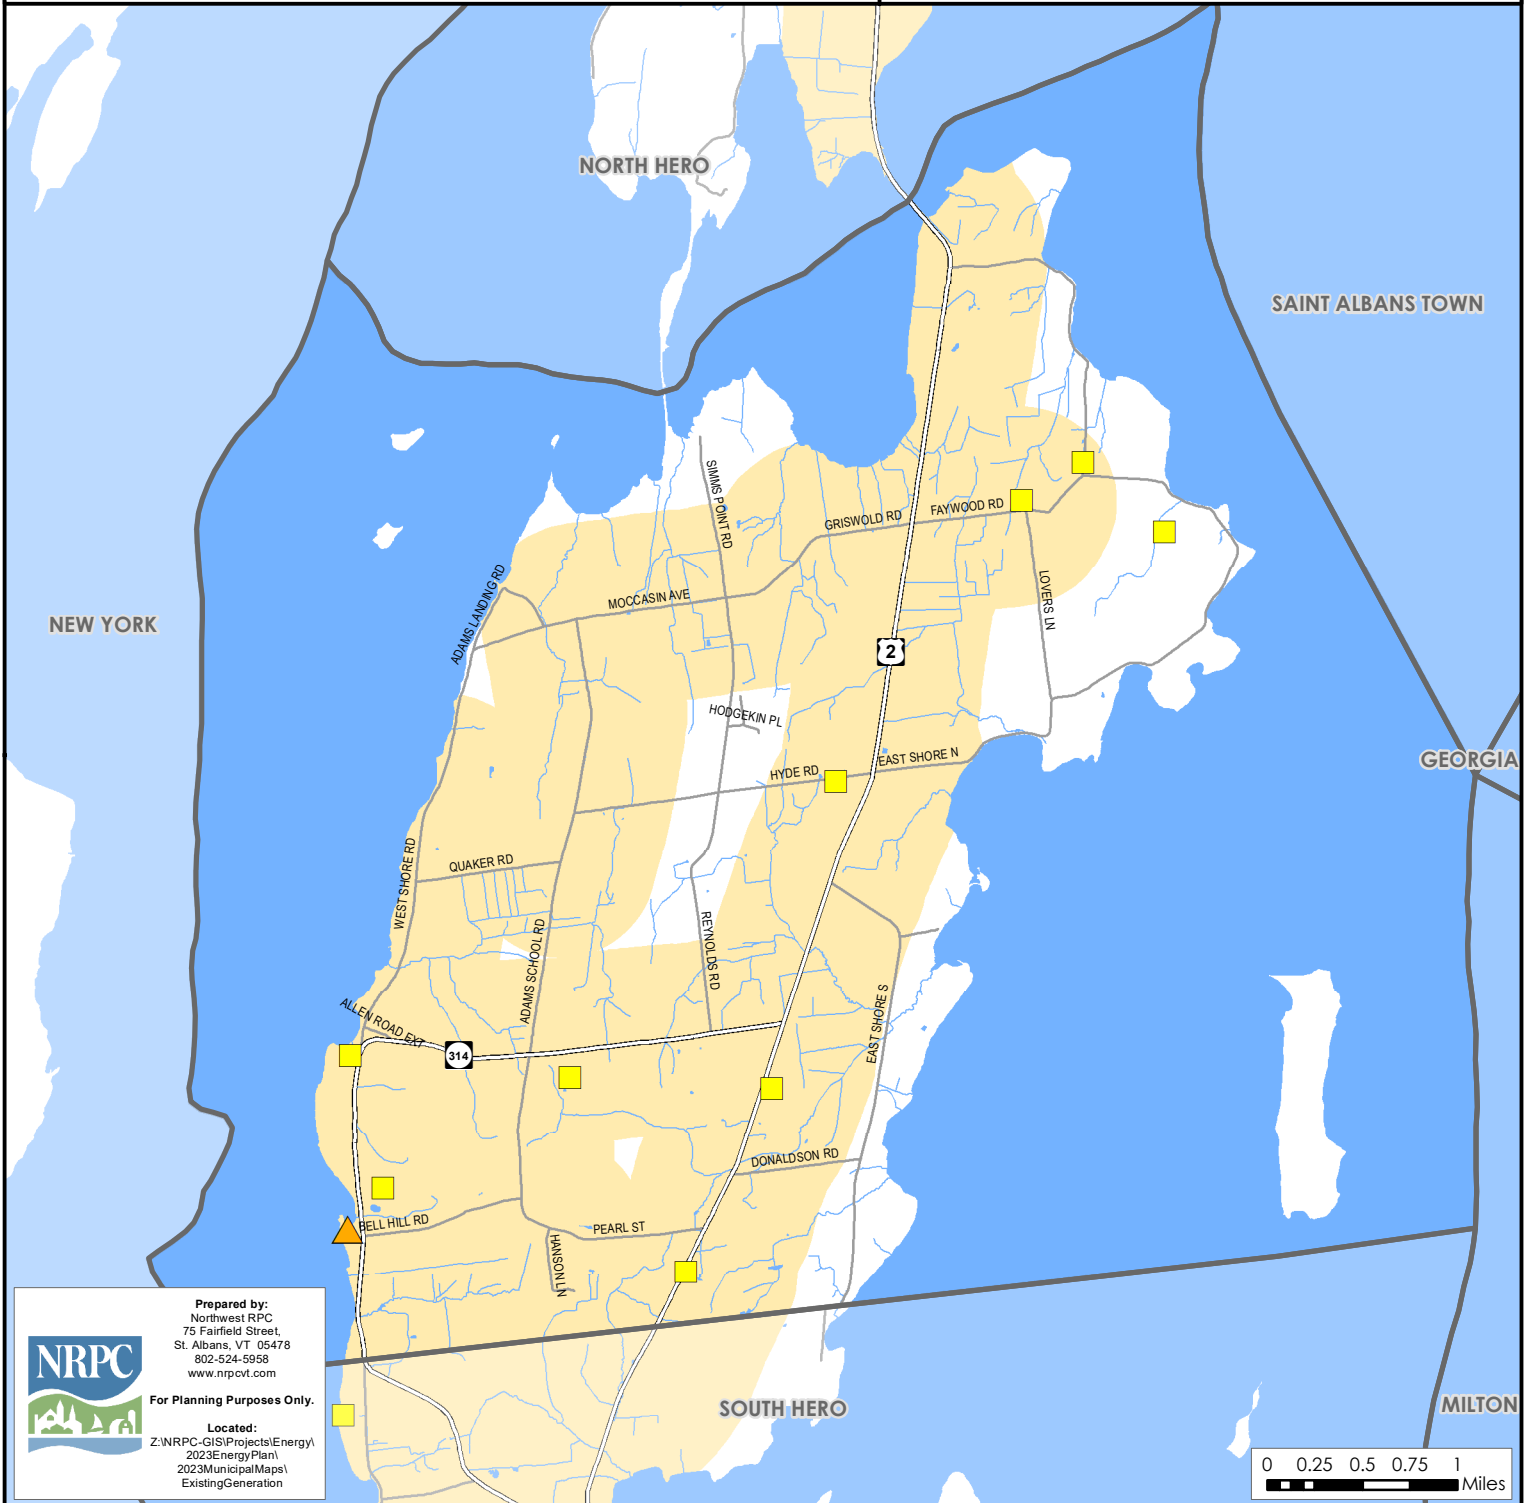 NORTH HERO
SAINT ALBANS TOWN
SIMMS POINT RD
GRISWOLD RD
FAYWOOD RD
ADAMS LANDING RD
MOCCASIN AVE
LOVERS LN
NEW YORK
2
HODGEKIN PL
EAST SHORE N
GEORGIA
HYDE RD
WEST SHORE RD
QUAKER RD
REYNOLDS RD
ADAMS SCHOOL RD
ALLEN ROAD EXT
EAST SHORE S
314
DONALDSON RD
BELL HILL RD
PEARL ST
HANSON LN
SOUTH HERO
MILTON
NRPC
Prepared by:
Northwest RPC
75 Fairfield Street,
St. Albans, VT 05478
802-524-5958
www.nrpcvt.com
For Planning Purposes Only.
Located:
Z:\NRPC-GIS\Projects\Energy\
2023EnergyPlan\
2023MunicipalMaps\
ExistingGeneration
0 0.25 0.5 0.75 1
Miles